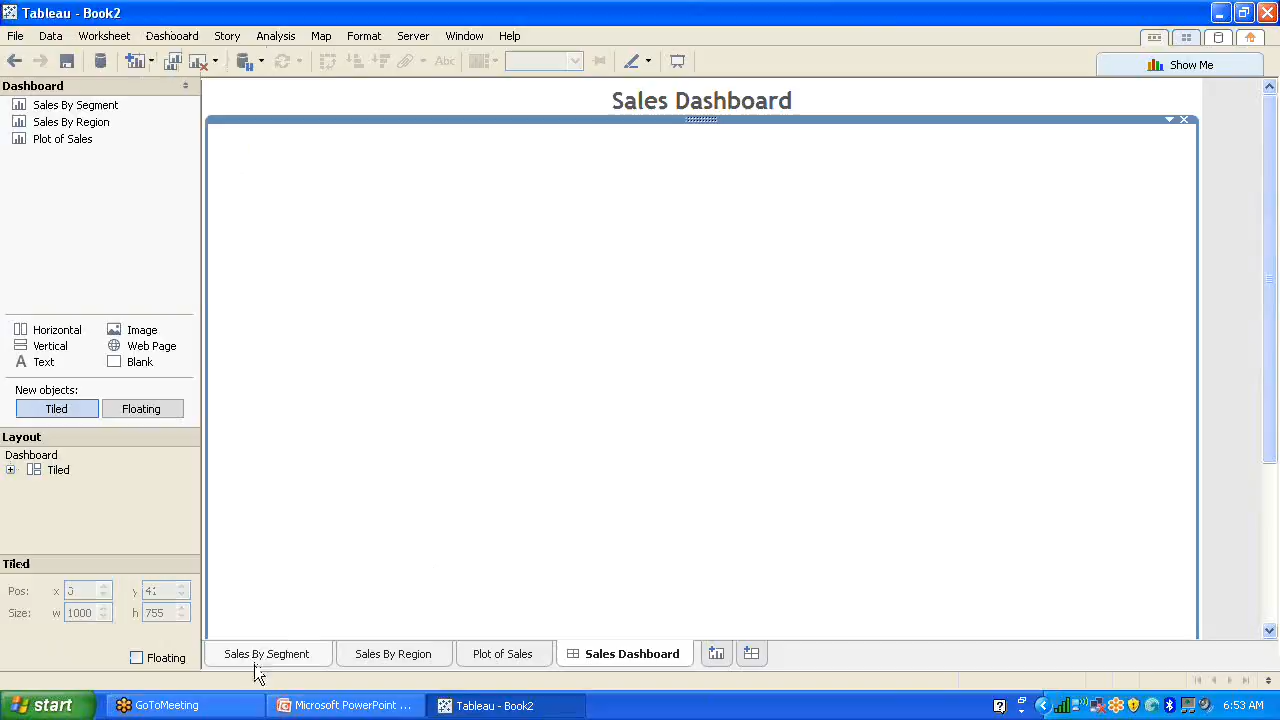 Tableau - Book2
File Data Worksheet Dashboard Story Analysis Map Format Server Window Help
Abc
Show Me
Dashboard
Sales By Segment
Sales By Region
Plot of Sales
Sales Dashboard
Horizontal Image
Vertical Web Page
A Text Blank
New objects:
Tiled Floating
Layout
Dashboard
Tiled
Tiled
Pos: x 0 y 41
Size: w 1000 h 755
Floating
Sales By Segment Sales By Region Plot of Sales Sales Dashboard
start GoToMeeting Microsoft PowerPoint ... Tableau - Book2 6:53 AM